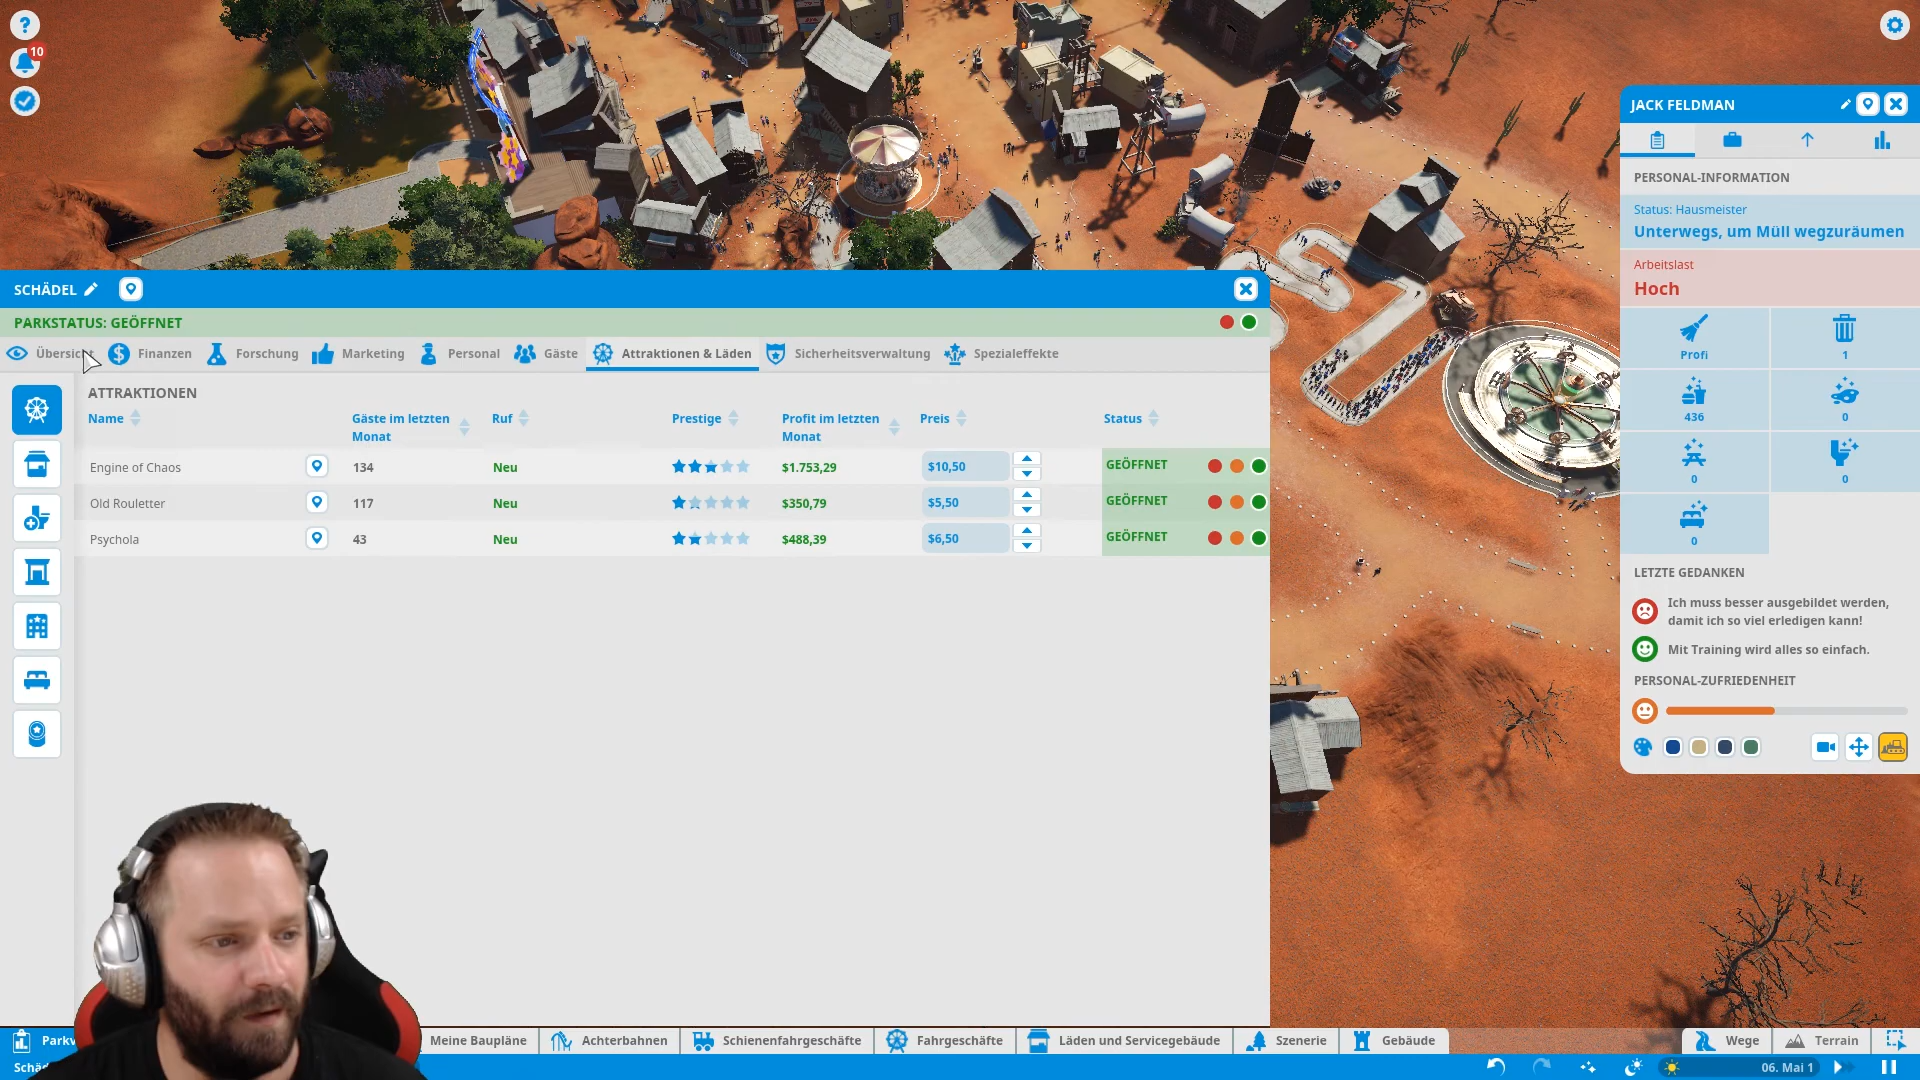 ?
10
JACK FELDMAN
PERSONAL-INFORMATION
Status: Hausmeister
Unterwegs, um Müll wegzuräumen
Arbeitslast
Hoch
Profi
1
436
0
0
0
0
LETZTE GEDANKEN
Ich muss besser ausgebildet werden,
damit ich so viel erledigen kann!
Mit Training wird alles so einfach.
PERSONAL-ZUFRIEDENHEIT
SCHÄDEL
PARKSTATUS: GEÖFFNET
Übersic Finanzen Forschung Marketing Personal Gäste Attraktionen & Läden Sicherheitsverwaltung Spezialeffekte
ATTRAKTIONEN
Name Gäste im letzten Monat Ruf Prestige Profit im letzten Monat Preis Status
Engine of Chaos 134 Neu $1.753,29 $10,50 GEÖFFNET
Old Rouletter 117 Neu $350,79 $5,50 GEÖFFNET
Psychola 43 Neu $488,39 $6,50 GEÖFFNET
Parkv Meine Baupläne Achterbahnen Schienenfahrgeschäfte Fahrgeschäfte Läden und Servicegebäude Szenerie Gebäude Wege Terrain
Schäd 06. Mai 1